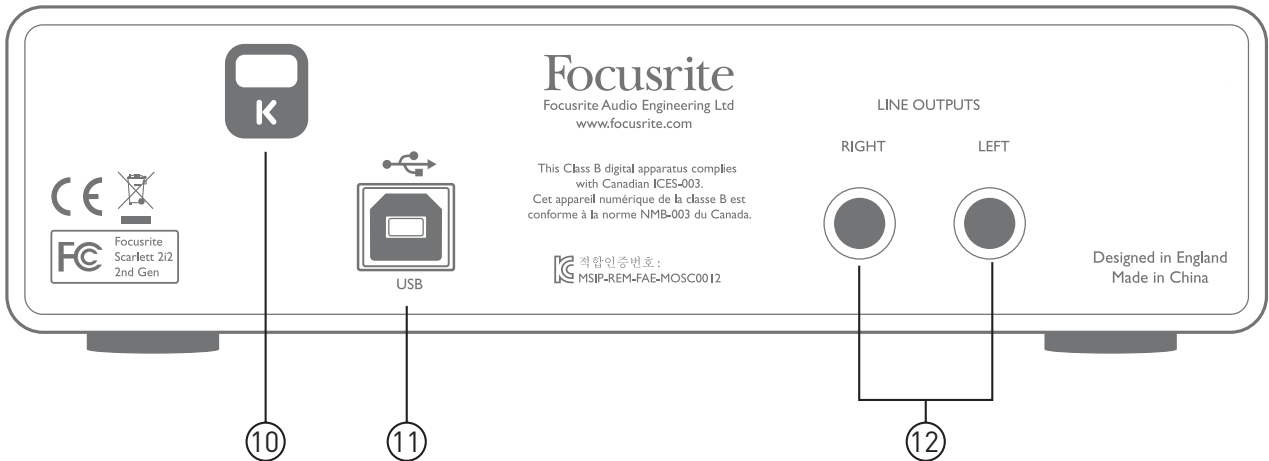 K
Focusrite
Focusrite Audio Engineering Ltd
www.focusrite.com
LINE OUTPUTS
RIGHT
LEFT
This Class B digital apparatus complies
with Canadian ICES-003.
Cet appareil numérique de la classe B est
conforme à la norme NMB-003 du Canada.
CE
FC
Focusrite
Scarlett 2i2
2nd Gen
USB
적합인증번호:
MSIP-REM-FAE-MOSC0012
Designed in England
Made in China
10
11
12